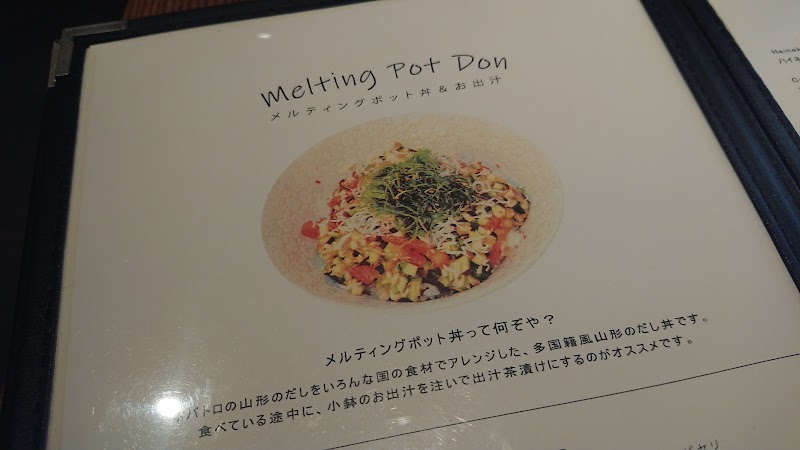 Melting Pot Don
メルティングポット丼＆お出汁
メルティングポット丼って何ぞや？
パトロの山形のだしをいろんな国の食材でアレンジした、多国籍風山形のだし丼です。
食べている途中に、小鉢のお出汁を注いで出汁茶漬けにするのがオススメです。